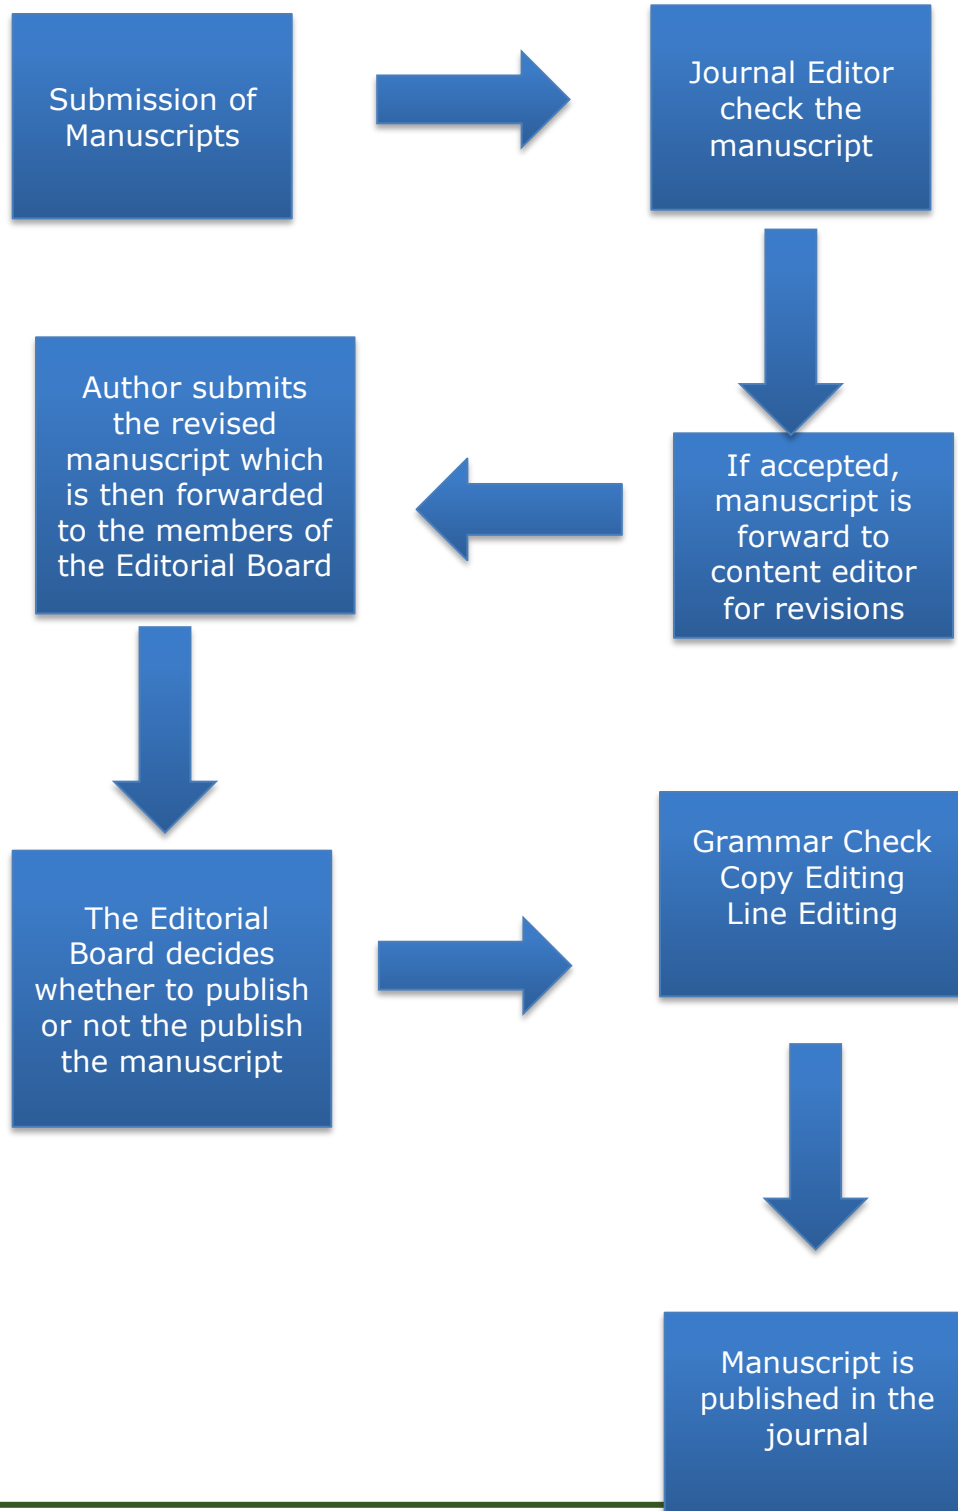 Submission of
Manuscripts
Journal Editor
check the
manuscript
If accepted,
manuscript is
forward to
content editor
for revisions
Author submits
the revised
manuscript which
is then forwarded
to the members of
the Editorial Board
The Editorial
Board decides
whether to publish
or not the publish
the manuscript
Grammar Check
Copy Editing
Line Editing
Manuscript is
published in the
journal